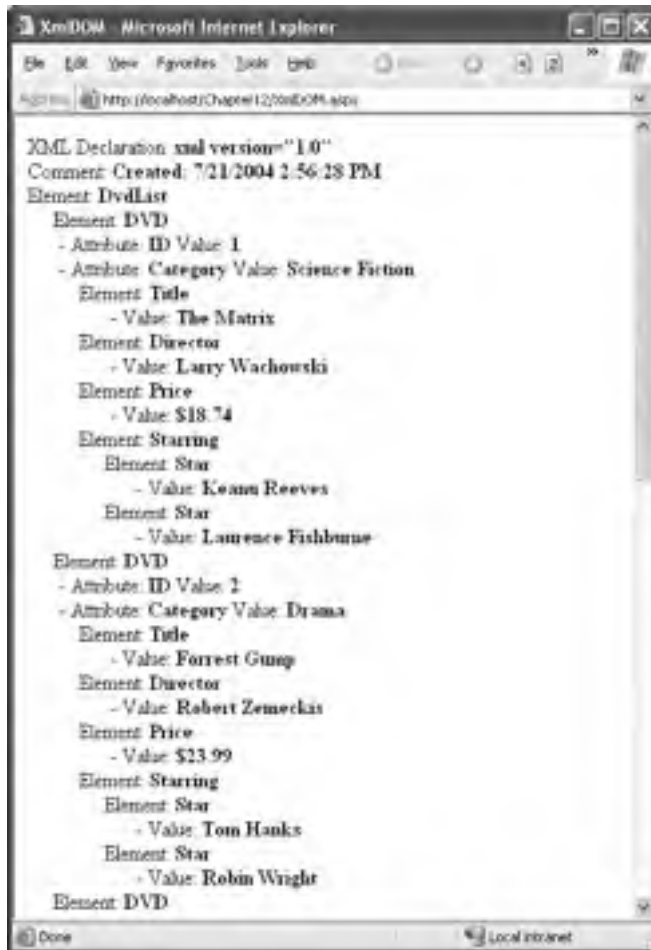 XmlDOM - Microsoft Internet Explorer
File Edit View Favorites Tools Help »
http://localhost/Chapter12/XmlDOM.aspx
XML Declaration: xml version="1.0"
Comment: Created: 7/21/2004 2:56:28 PM
Element: DvdList
Element: DVD
- Attribute: ID Value: 1
- Attribute: Category Value: Science Fiction
Element: Title
- Value: The Matrix
Element: Director
- Value: Larry Wachowski
Element: Price
- Value: $18.74
Element: Starring
Element: Star
- Value: Keanu Reeves
Element: Star
- Value: Laurence Fishburne
Element: DVD
- Attribute: ID Value: 2
- Attribute: Category Value: Drama
Element: Title
- Value: Forrest Gump
Element: Director
- Value: Robert Zemeckis
Element: Price
- Value: $23.99
Element: Starring
Element: Star
- Value: Tom Hanks
Element: Star
- Value: Robin Wright
Element: DVD
Done Local intranet